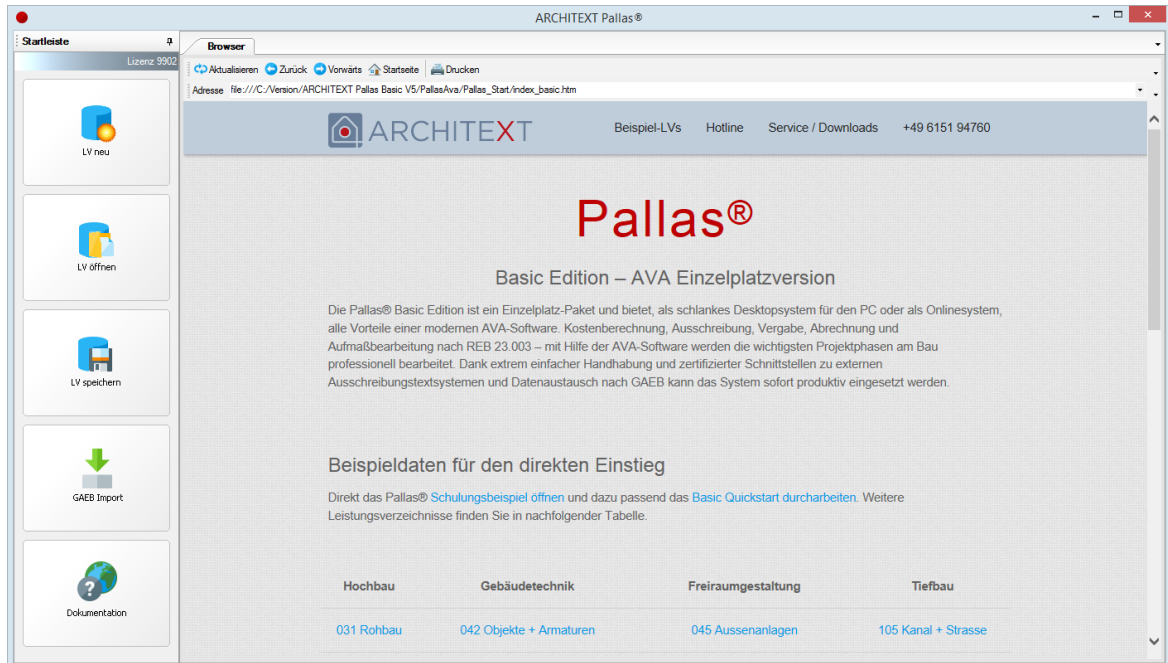 ARCHITEXT Pallas®
Startleiste
Lizenz 9902
LV neu
LV öffnen
LV speichern
GAEB Import
Dokumentation
Browser
Aktualisieren Zurück Vorwärts Startseite Drucken
Adresse file:///C:/Version/ARCHITEXT Pallas Basic V5/PallasAva/Pallas_Start/index_basic.htm
ARCHITEXT Beispiel-LVs Hotline Service / Downloads +49 6151 94760
Pallas®
Basic Edition – AVA Einzelplatzversion
Die Pallas® Basic Edition ist ein Einzelplatz-Paket und bietet, als schlankes Desktopsystem für den PC oder als Onlinesystem,
alle Vorteile einer modernen AVA-Software. Kostenberechnung, Ausschreibung, Vergabe, Abrechnung und
Aufmaßbearbeitung nach REB 23.003 – mit Hilfe der AVA-Software werden die wichtigsten Projektphasen am Bau
professionell bearbeitet. Dank extrem einfacher Handhabung und zertifizierter Schnittstellen zu externen
Ausschreibungstextsystemen und Datenaustausch nach GAEB kann das System sofort produktiv eingesetzt werden.
Beispieldaten für den direkten Einstieg
Direkt das Pallas® Schulungsbeispiel öffnen und dazu passend das Basic Quickstart durcharbeiten. Weitere
Leistungsverzeichnisse finden Sie in nachfolgender Tabelle.
Hochbau Gebäudetechnik Freiraumgestaltung Tiefbau
031 Rohbau 042 Objekte + Armaturen 045 Aussenanlagen 105 Kanal + Strasse